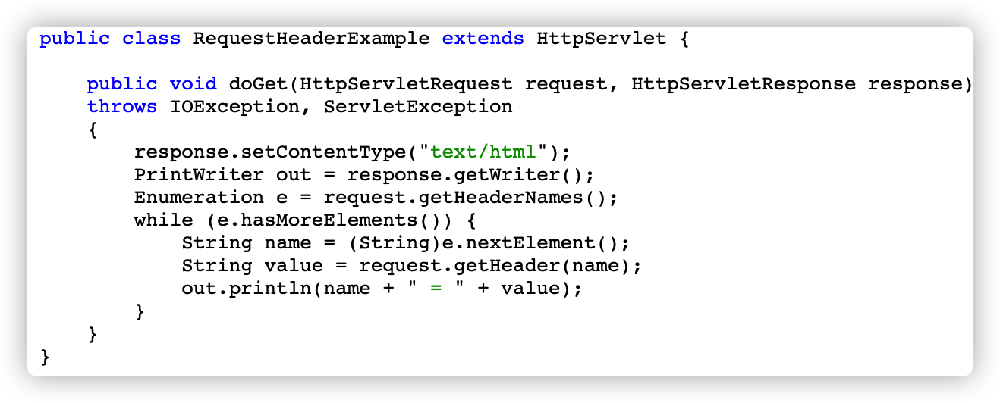 public class RequestHeaderExample extends HttpServlet {
    public void doGet(HttpServletRequest request, HttpServletResponse response)
    throws IOException, ServletException
    {
        response.setContentType("text/html");
        PrintWriter out = response.getWriter();
        Enumeration e = request.getHeaderNames();
        while (e.hasMoreElements()) {
            String name = (String)e.nextElement();
            String value = request.getHeader(name);
            out.println(name + " = " + value);
        }
    }
}